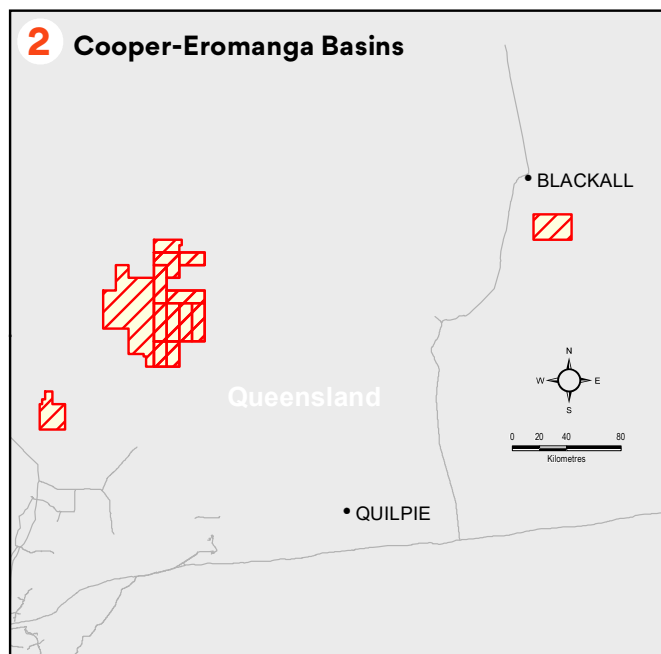 2 Cooper-Eromanga Basins
BLACKALL
N
W E
S
Queensland
0 20 40 80
Kilometres
QUILPIE